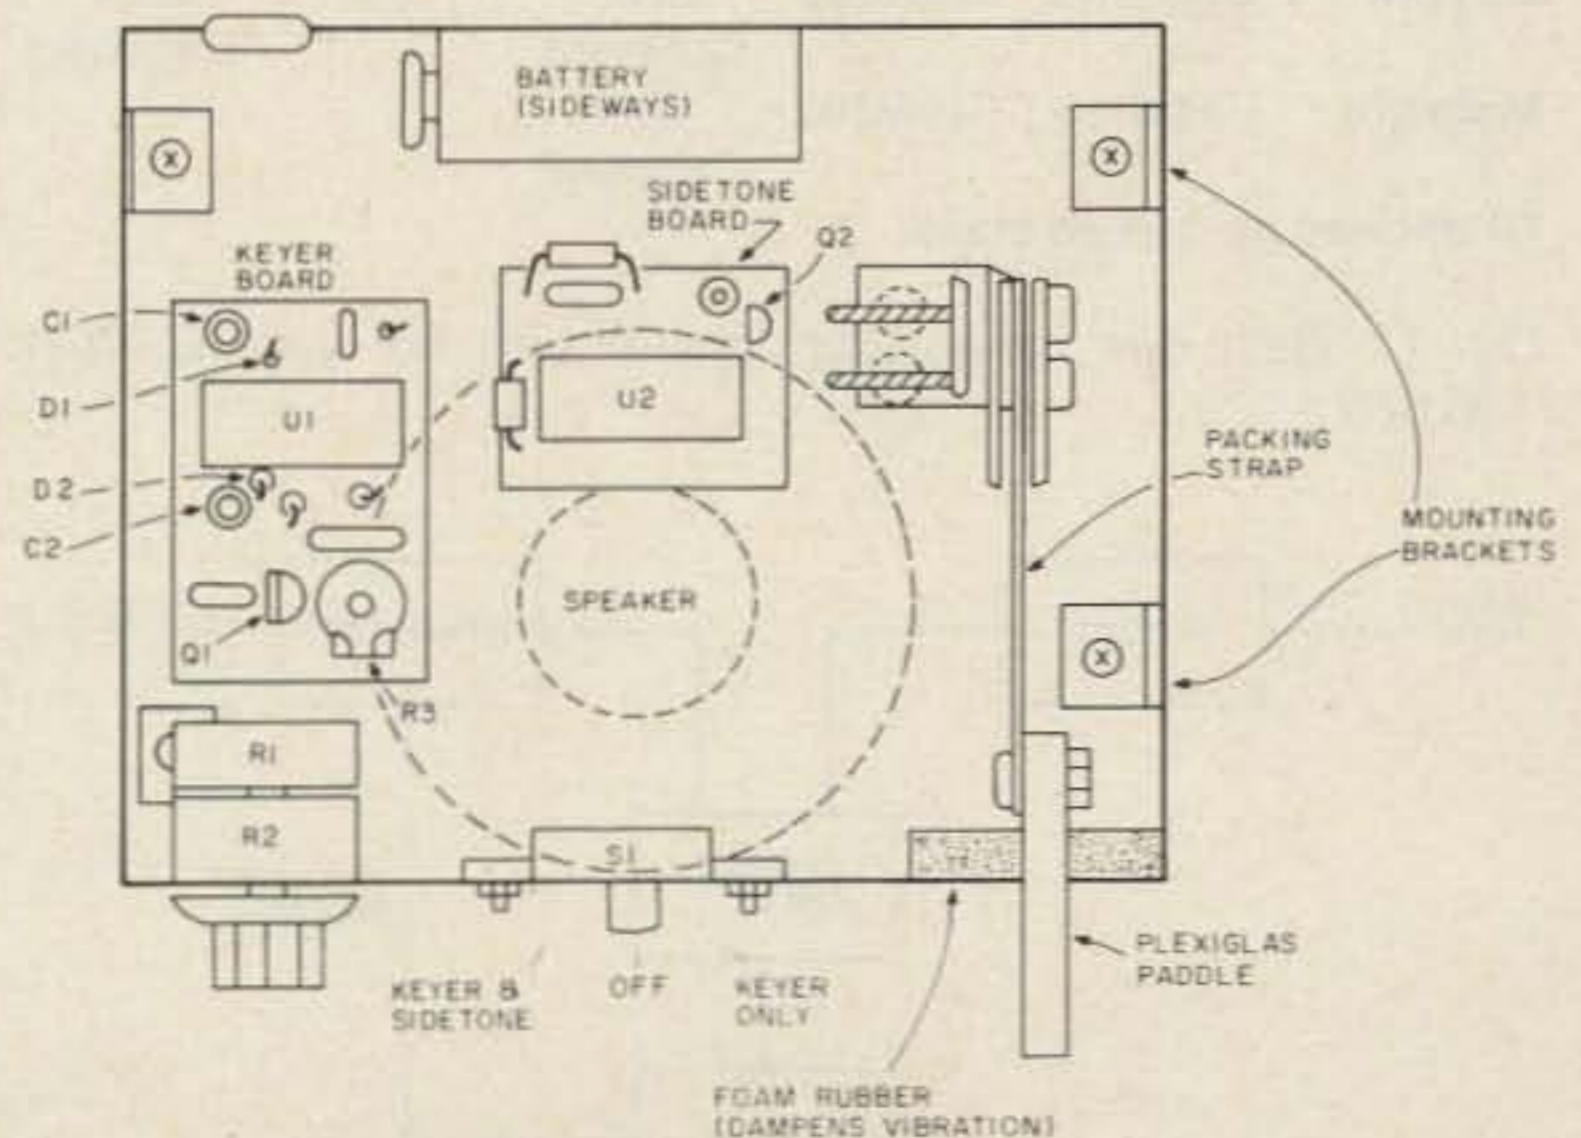 BATTERY
(SIDEWAYS)
SIDETONE
BOARD
Q2
KEYER
BOARD
C1
D1
U1
U2
D2
C2
PACKING
STRAP
MOUNTING
BRACKETS
SPEAKER
Q1
R3
R1
R2
S1
PLEXIGLAS
PADDLE
KEYER &
SIDETONE
OFF
KEYER
ONLY
FOAM RUBBER
(DAMPENS VIBRATION)
X
X
X
X